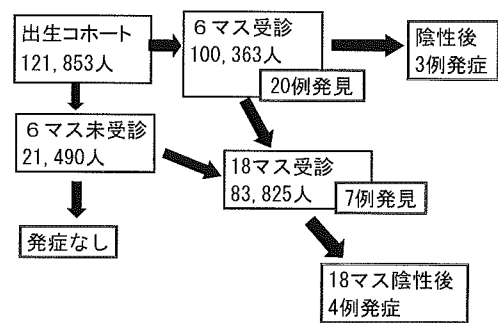 出生コホート
121,853人
６マス受診
100,363人
20例発見
陰性後
3例発症
６マス未受診
21,490人
18マス受診
83,825人
7例発見
発症なし
18マス陰性後
4例発症